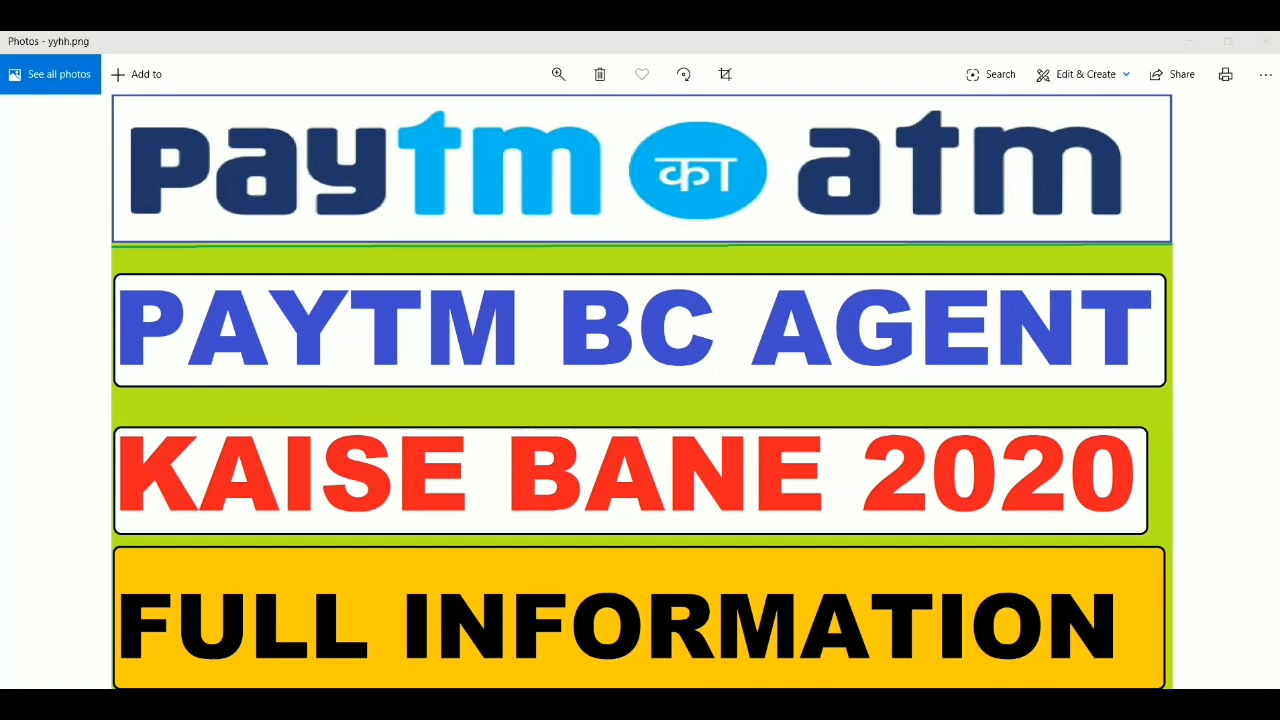 Photos - yyhh.png
See all photos
Add to
Search
Edit & Create
Share
paytm का atm
PAYTM BC AGENT
KAISE BANE 2020
FULL INFORMATION